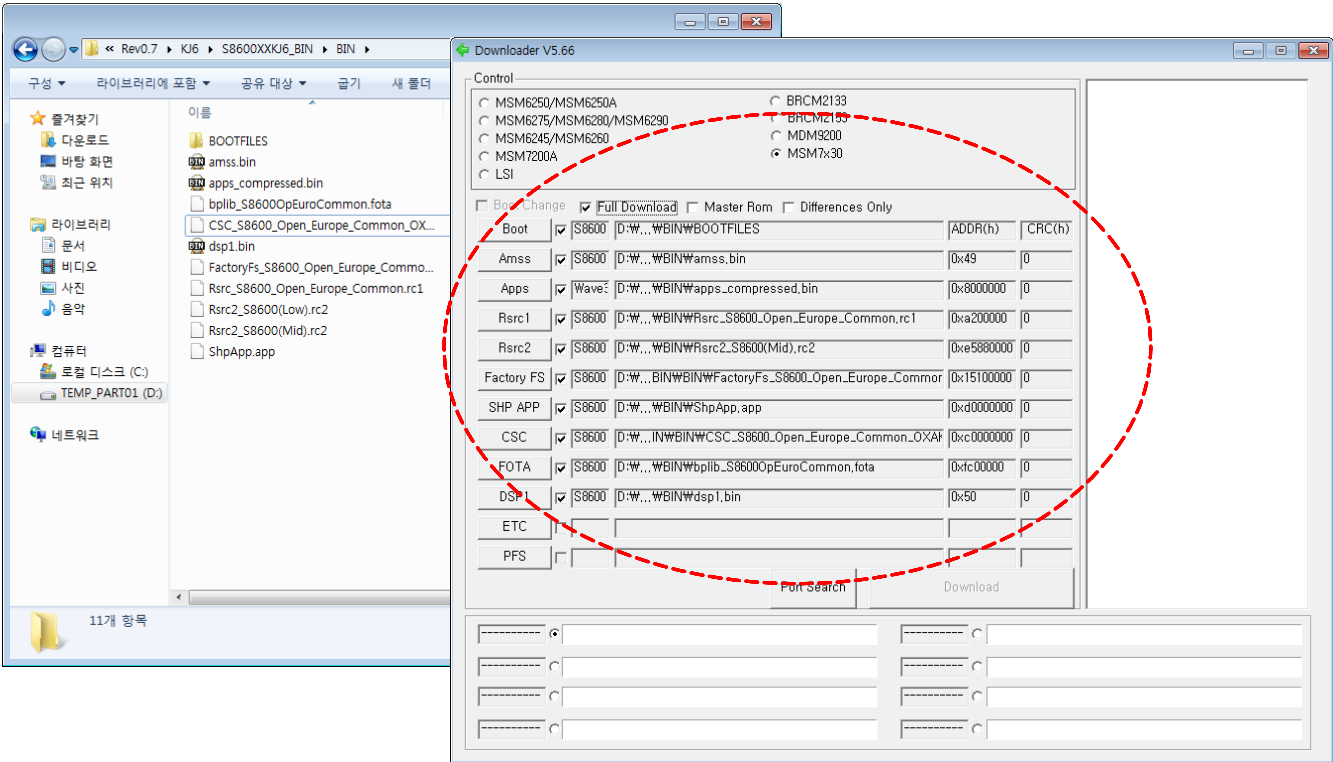 « Rev0.7 ▸ KJ6 ▸ S8600XXKJ6_BIN ▸ BIN ▸
구성 ▼ 라이브러리에 포함 ▼ 공유 대상 ▼ 굽기 새 폴더
즐겨찾기
다운로드
바탕 화면
최근 위치
라이브러리
문서
비디오
사진
음악
컴퓨터
로컬 디스크 (C:)
TEMP_PART01 (D:)
네트워크
이름
BOOTFILES
amss.bin
apps_compressed.bin
bplib_S8600OpEuroCommon.fota
CSC_S8600_Open_Europe_Common_OX...
dsp1.bin
FactoryFs_S8600_Open_Europe_Commo...
Rsrc_S8600_Open_Europe_Common.rc1
Rsrc2_S8600(Low).rc2
Rsrc2_S8600(Mid).rc2
ShpApp.app
11개 항목
Downloader V5.66
Control
MSM6250/MSM6250A
MSM6275/MSM6280/MSM6290
MSM6245/MSM6260
MSM7200A
LSI
BRCM2133
BRCM2153
MDM9200
MSM7x30
Boot Change Full Download Master Rom Differences Only
Boot S8600 D:₩...₩BIN₩BOOTFILES ADDR(h) CRC(h)
Amss S8600 D:₩...₩BIN₩amss.bin 0x49 0
Apps Wave3 D:₩...₩BIN₩apps_compressed.bin 0x8000000 0
Rsrc1 S8600 D:₩...₩BIN₩Rsrc_S8600_Open_Europe_Common.rc1 0xa200000 0
Rsrc2 S8600 D:₩...₩BIN₩Rsrc2_S8600(Mid).rc2 0xe5880000 0
Factory FS S8600 D:₩...BIN₩BIN₩FactoryFs_S8600_Open_Europe_Common 0x15100000 0
SHP APP S8600 D:₩...₩BIN₩ShpApp.app 0xd0000000 0
CSC S8600 D:₩...IN₩BIN₩CSC_S8600_Open_Europe_Common_OXA 0xc0000000 0
FOTA S8600 D:₩...₩BIN₩bplib_S8600OpEuroCommon.fota 0xfc00000 0
DSP1 S8600 D:₩...₩BIN₩dsp1.bin 0x50 0
ETC
PFS
Port Search Download
---------- ----------
---------- ----------
---------- ----------
---------- ----------